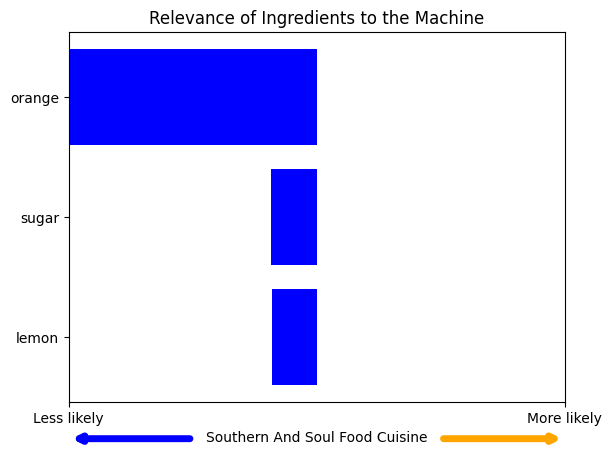 Relevance of Ingredients to the Machine
orange
sugar
lemon
Less likely
More likely
Southern And Soul Food Cuisine